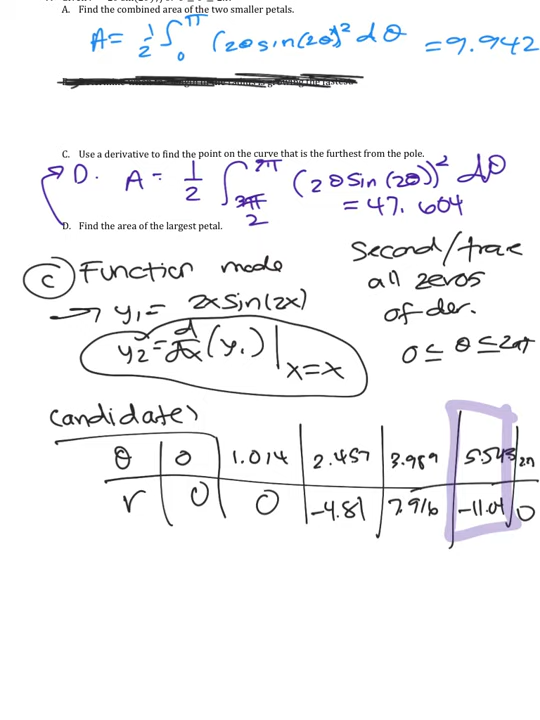 A. Find the combined area of the two smaller petals.
A = 1/2 ∫₀^π (2θ sin(2θ))² dθ = 9.942
C. Use a derivative to find the point on the curve that is the furthest from the pole.
D. A = 1/2 ∫_{3π/2}^{2π} (2θ sin(2θ))² dθ
= 47.604
D. Find the area of the largest petal.
C Function mode
→ y₁ = 2x sin(2x)
y₂ = d/dx (y₁) | x=x
Second/trace
all zeros
of der.
0 ≤ θ ≤ 2π
Candidates
θ | 0 | 1.014 | 2.457 | 3.989 | 5.543 | 2π
r | 0 | 0 | -4.81 | 7.916 | -11.01 | 0